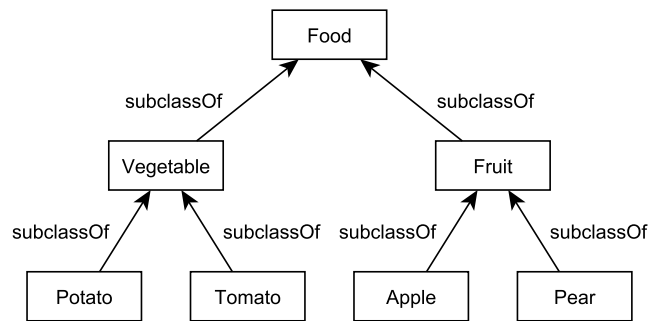 Food
subclassOf
subclassOf
Vegetable
Fruit
subclassOf
subclassOf
subclassOf
subclassOf
Potato
Tomato
Apple
Pear